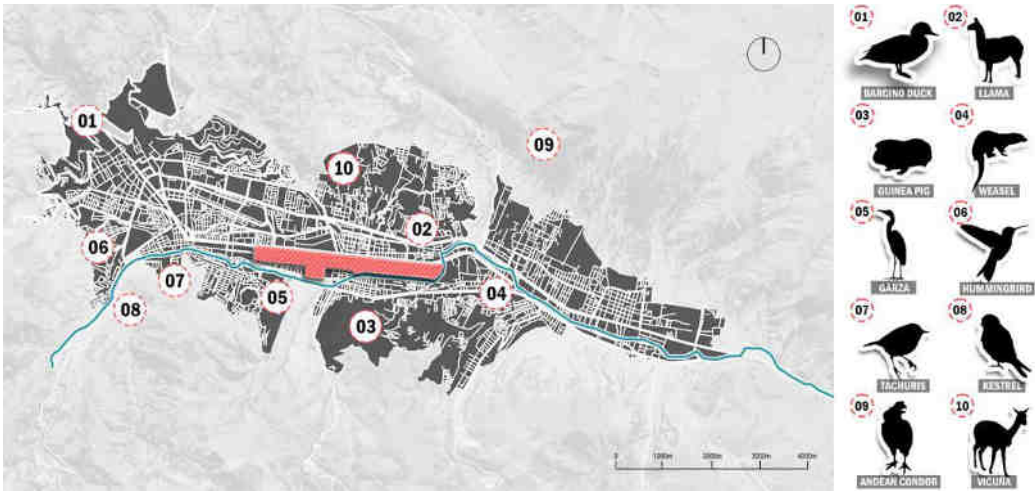 01
09
10
02
06
07
05
04
08
03
0 1000m 2000m 3000m 4000m
01
02
BARCINO DUCK
LLAMA
03
04
GUINEA PIG
WEASEL
05
06
GARZA
HUMMINGBIRD
07
08
TACHURIS
KESTREL
09
10
ANDEAN CONDOR
VICUÑA